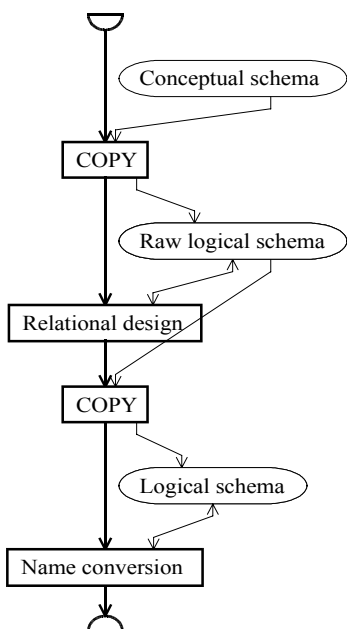 Conceptual schema
COPY
Raw logical schema
Relational design
COPY
Logical schema
Name conversion